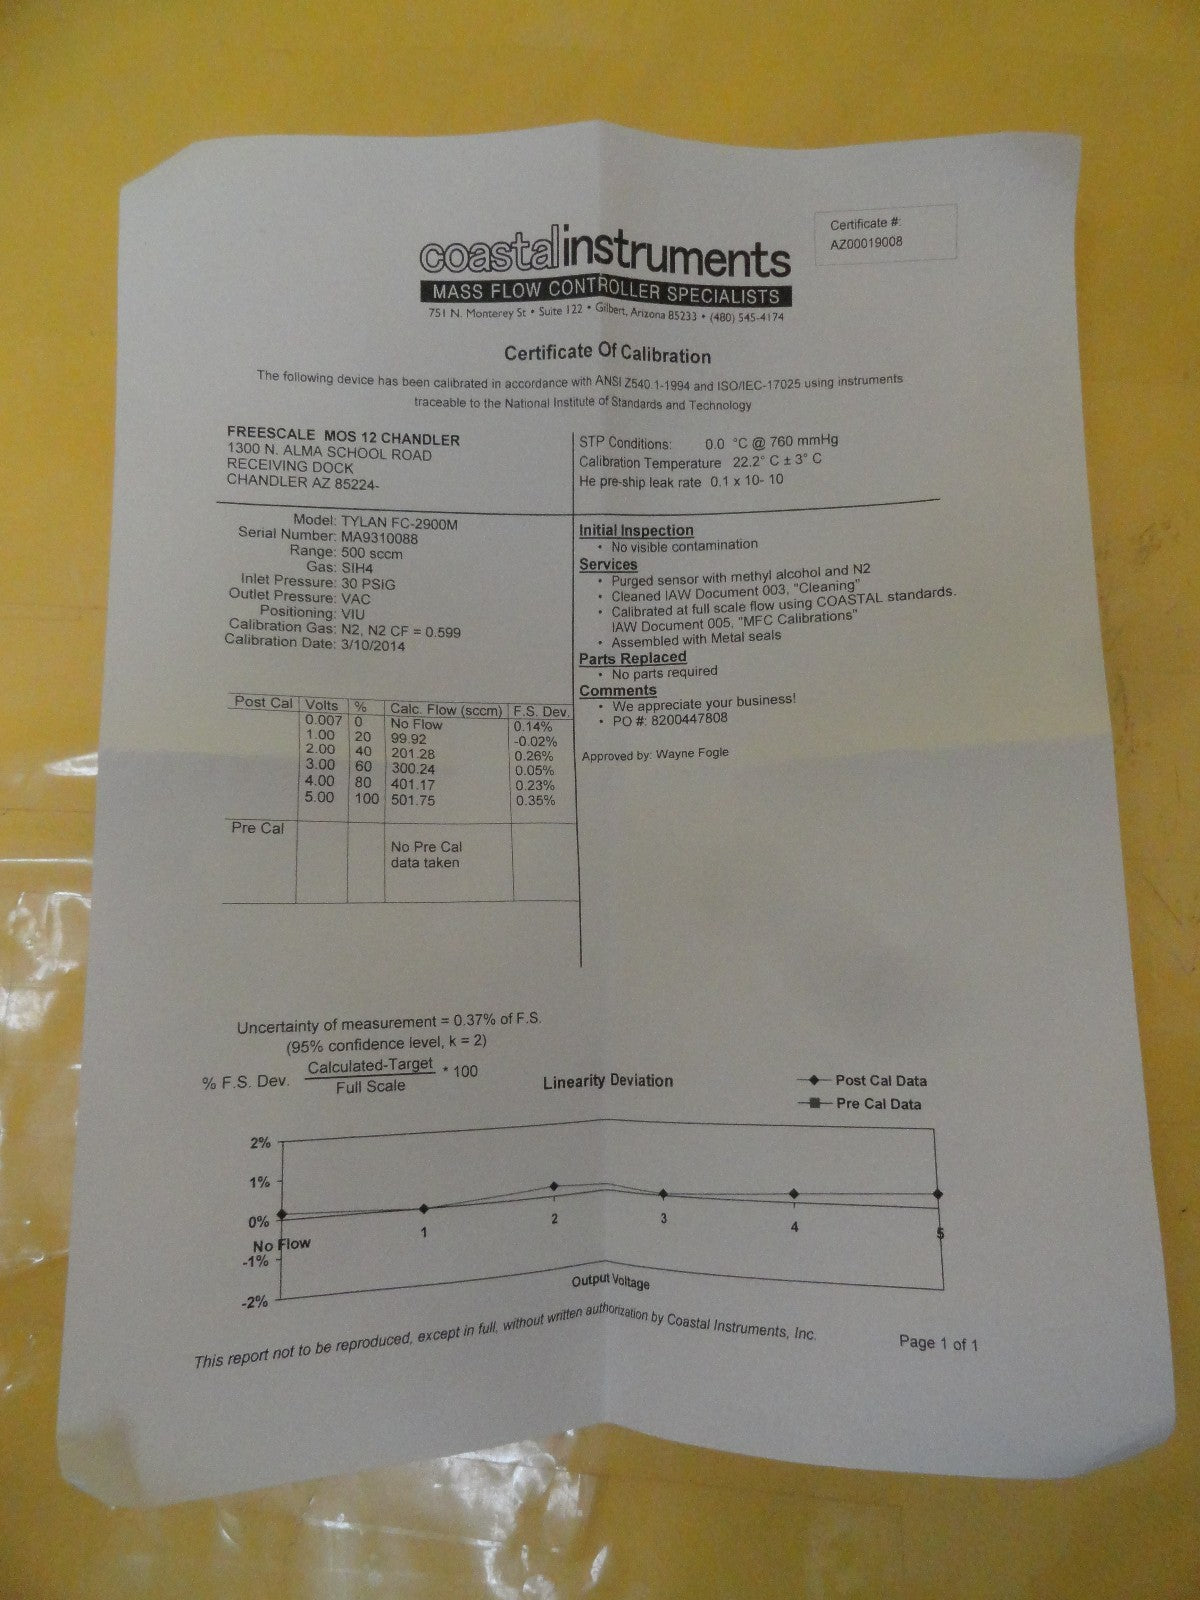 Certificate #:
AZ00019008
coastalinstruments
MASS FLOW CONTROLLER SPECIALISTS
751 N. Monterey St • Suite 122 • Gilbert, Arizona 85233 • (480) 545-4174
Certificate Of Calibration
The following device has been calibrated in accordance with ANSI Z540.1-1994 and ISO/IEC-17025 using instruments
traceable to the National Institute of Standards and Technology
FREESCALE MOS 12 CHANDLER
1300 N. ALMA SCHOOL ROAD
RECEIVING DOCK
CHANDLER AZ 85224-
STP Conditions: 0.0 °C @ 760 mmHg
Calibration Temperature 22.2° C ± 3° C
He pre-ship leak rate 0.1 x 10- 10
Model: TYLAN FC-2900M
Serial Number: MA9310088
Range: 500 sccm
Gas: SIH4
Inlet Pressure: 30 PSIG
Outlet Pressure: VAC
Positioning: VIU
Calibration Gas: N2, N2 CF = 0.599
Calibration Date: 3/10/2014
Initial Inspection
• No visible contamination
Services
• Purged sensor with methyl alcohol and N2
• Cleaned IAW Document 003, "Cleaning"
• Calibrated at full scale flow using COASTAL standards.
IAW Document 005, "MFC Calibrations"
• Assembled with Metal seals
Parts Replaced
• No parts required
Comments
• We appreciate your business!
• PO #: 8200447808
Approved by: Wayne Fogle
Post Cal Volts % Calc. Flow (sccm) F.S. Dev.
0.007 0 No Flow 0.14%
1.00 20 99.92 -0.02%
2.00 40 201.28 0.26%
3.00 60 300.24 0.05%
4.00 80 401.17 0.23%
5.00 100 501.75 0.35%
Pre Cal
No Pre Cal
data taken
Uncertainty of measurement = 0.37% of F.S.
(95% confidence level, k = 2)
% F.S. Dev. Calculated-Target * 100
Full Scale
Linearity Deviation
Post Cal Data
Pre Cal Data
2%
1%
0%
-1%
-2%
No Flow
1
2
3
4
5
Output Voltage
This report not to be reproduced, except in full, without written authorization by Coastal Instruments, Inc.
Page 1 of 1